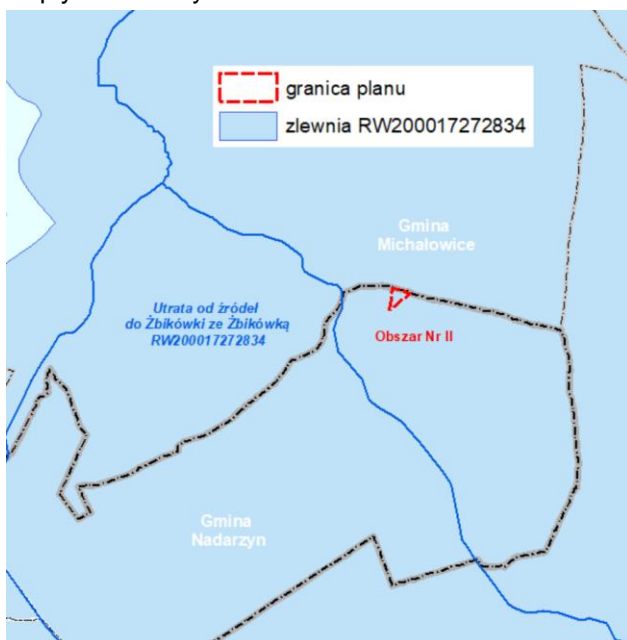 granica planu
zlewnia RW200017272834
Gmina
Michałowice
Utrata od źródeł
do Żbikówki ze Żbikówką
RW200017272834
Obszar Nr II
Gmina
Nadarzyn